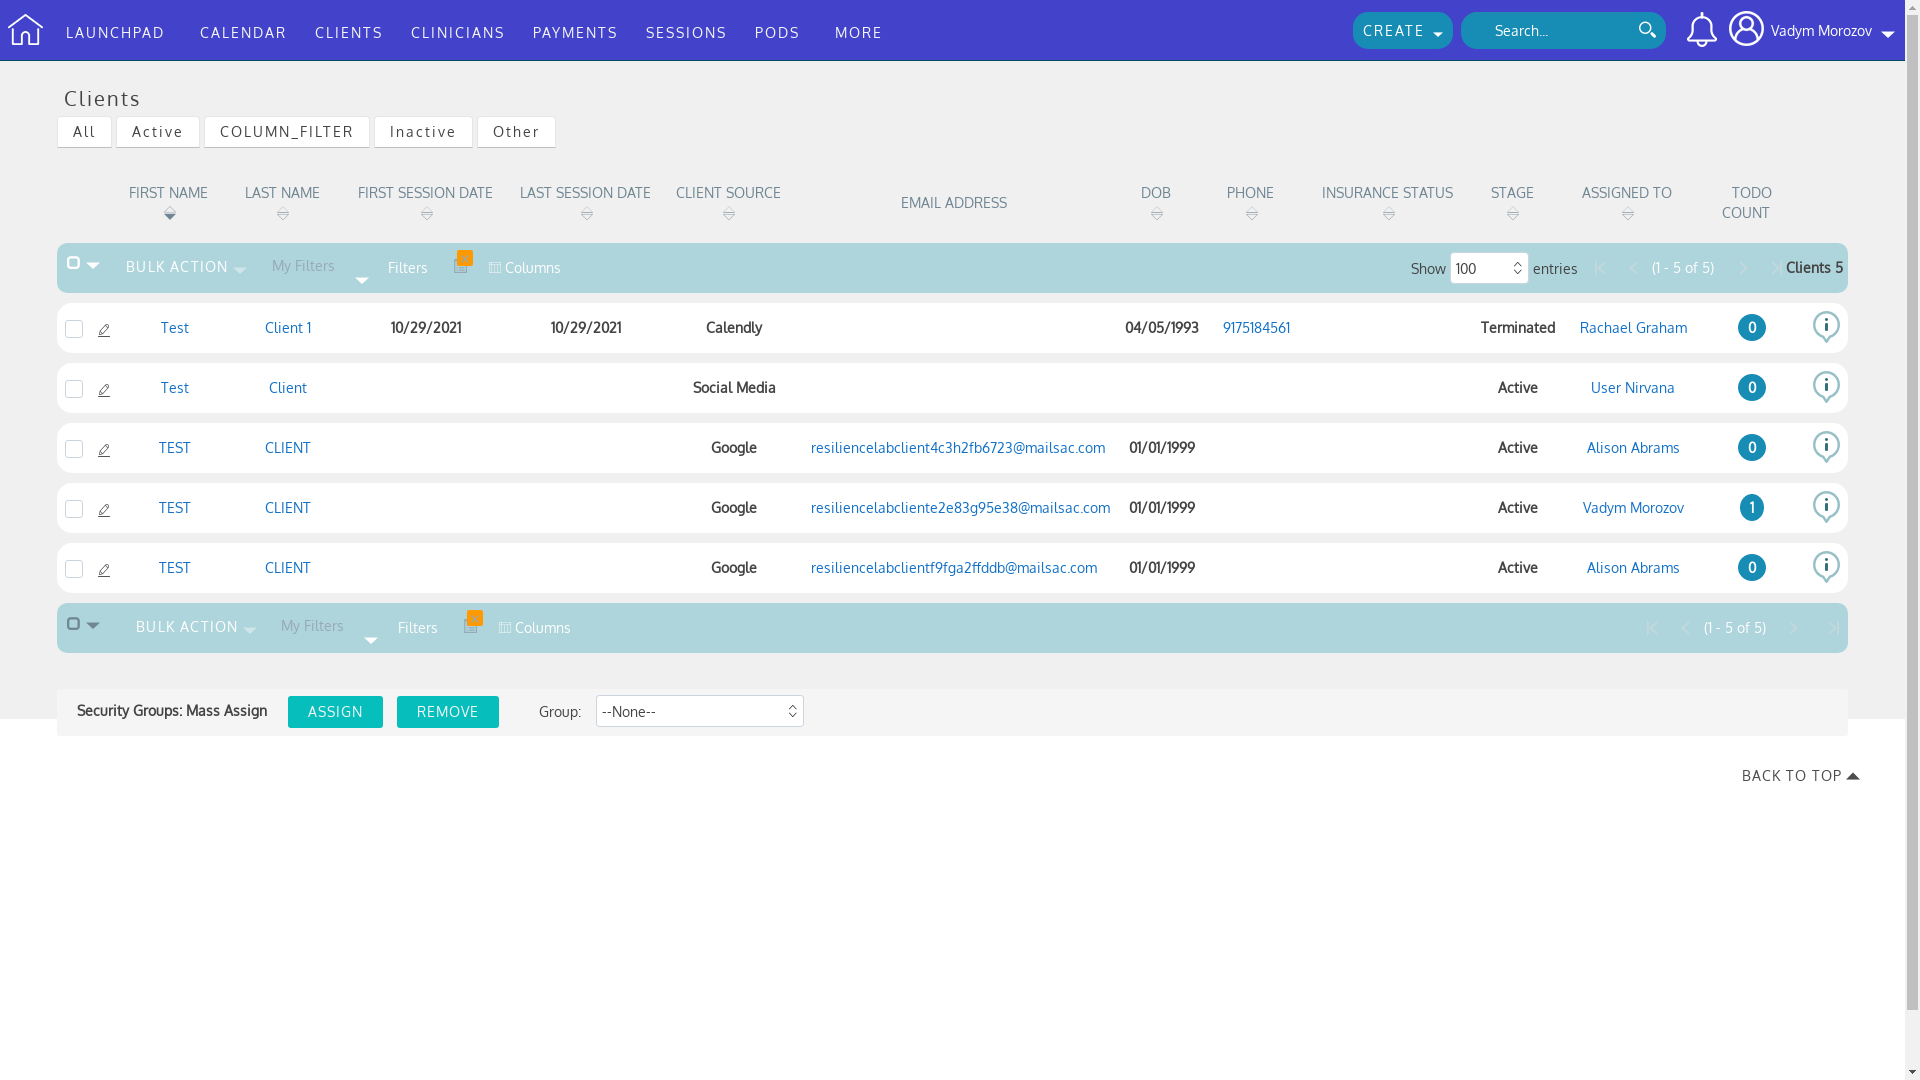 LAUNCHPAD CALENDAR CLIENTS CLINICIANS PAYMENTS SESSIONS PODS MORE CREATE Search... Vadym Morozov
Clients
All Active COLUMN_FILTER Inactive Other
FIRST NAME LAST NAME FIRST SESSION DATE LAST SESSION DATE CLIENT SOURCE EMAIL ADDRESS DOB PHONE INSURANCE STATUS STAGE ASSIGNED TO TODO COUNT
BULK ACTION My Filters Filters Columns Show 100 entries (1 - 5 of 5) Clients 5
Test Client 1 10/29/2021 10/29/2021 Calendly 04/05/1993 9175184561 Terminated Rachael Graham 0
Test Client Social Media Active User Nirvana 0
TEST CLIENT Google resiliencelabclient4c3h2fb6723@mailsac.com 01/01/1999 Active Alison Abrams 0
TEST CLIENT Google resiliencelabcliente2e83g95e38@mailsac.com 01/01/1999 Active Vadym Morozov 1
TEST CLIENT Google resiliencelabclientf9fga2ffddb@mailsac.com 01/01/1999 Active Alison Abrams 0
BULK ACTION My Filters Filters Columns (1 - 5 of 5)
Security Groups: Mass Assign ASSIGN REMOVE Group: --None--
BACK TO TOP